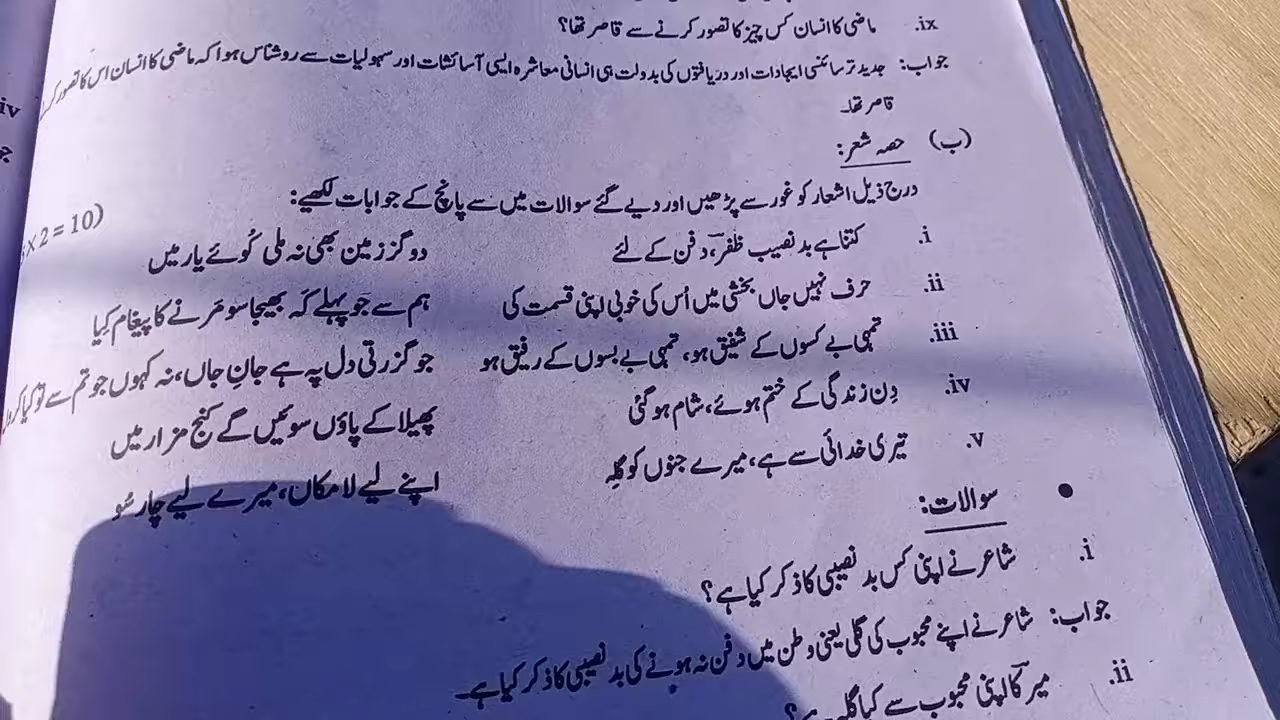 ix. ماضی کا انسان کس چیز کا تصور کرنے سے قاصر تھا؟
جواب: جدید تر سائنسی ایجادات اور دریافتوں کی بدولت ہی انسانی معاشرہ ایسی آسائشات اور سہولیات سے روشناس ہوا کہ ماضی کا انسان اس کا تصور
قاصر تھا۔
(ب) حصہ شعر:
درج ذیل اشعار کو غور سے پڑھیں اور دیے گئے سوالات میں سے پانچ کے جوابات لکھیے:
x 2 = 10)
i. کتنا ہے بد نصیب ظفرؔ، دفن کے لئے دو گز زمین بھی نہ ملی کُوئے یار میں
ii. حرف نہیں جاں بخشی میں اُس کی خوبی اپنی قسمت کی ہم سے جو پہلے کہ بھیجا سو مَرنے کا پیغام کِیا
iii. تمہی بے کسوں کے شفیق ہو، تمہی بے بسوں کے رفیق ہو جو گزرتی دل پہ ہے جانِ جاں، نہ کہوں جو تم سے تو کیا کروں
iv. دِن زندگی کے ختم ہوئے، شام ہو گئی پھیلا کے پاؤں سوئیں گے کنج مزار میں
v. تیری خدائی سے ہے، میرے جنوں کو گِلہ اپنے لیے لامکاں، میرے لیے چار سُو
• سوالات:
i. شاعر نے اپنی کس بد نصیبی کا ذکر کیا ہے؟
جواب: شاعر نے اپنے محبوب کی گلی یعنی وطن میں دفن نہ ہونے کی بد نصیبی کا ذکر کیا ہے۔
ii. میرؔ کا اپنی محبوب سے کیا گلہ ہے؟
iv